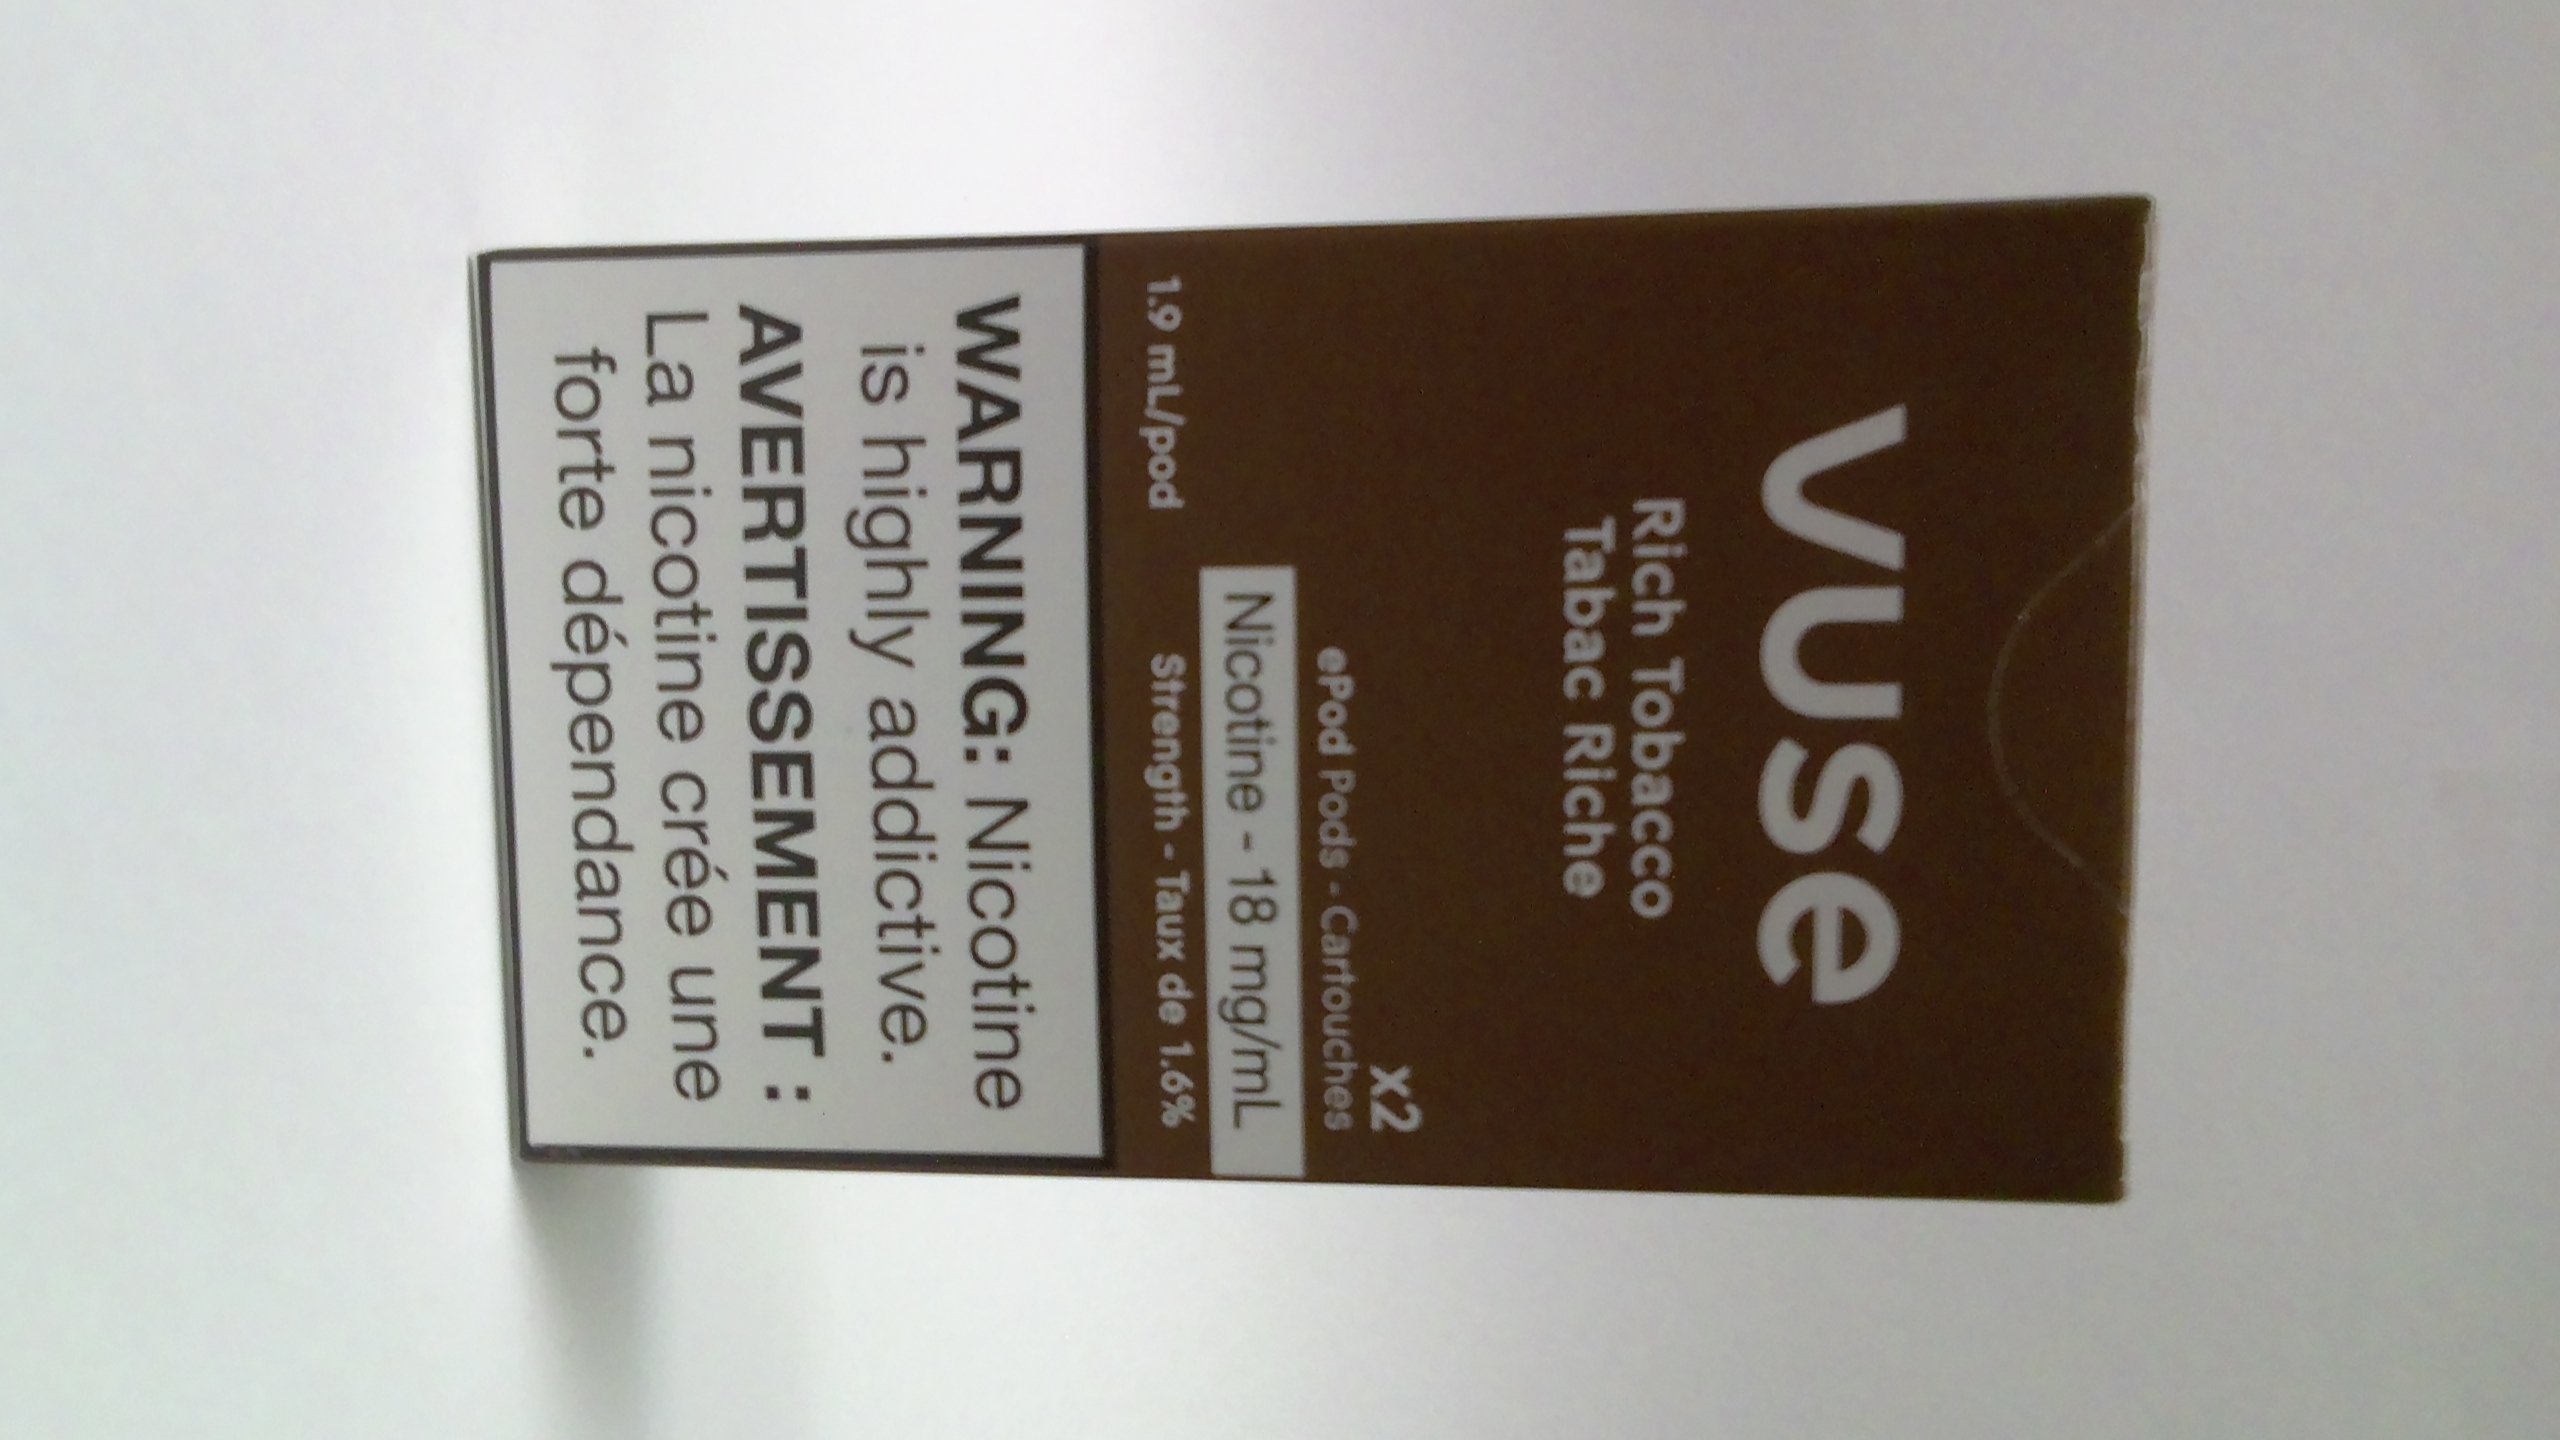 vuse
Rich Tobacco
Tabac Riche
x2
ePod Pods - Cartouches
Nicotine - 18 mg/mL
1.9 mL/pod Strength - Taux de 1.6%
WARNING: Nicotine
is highly addictive.
AVERTISSEMENT :
La nicotine crée une
forte dépendance.